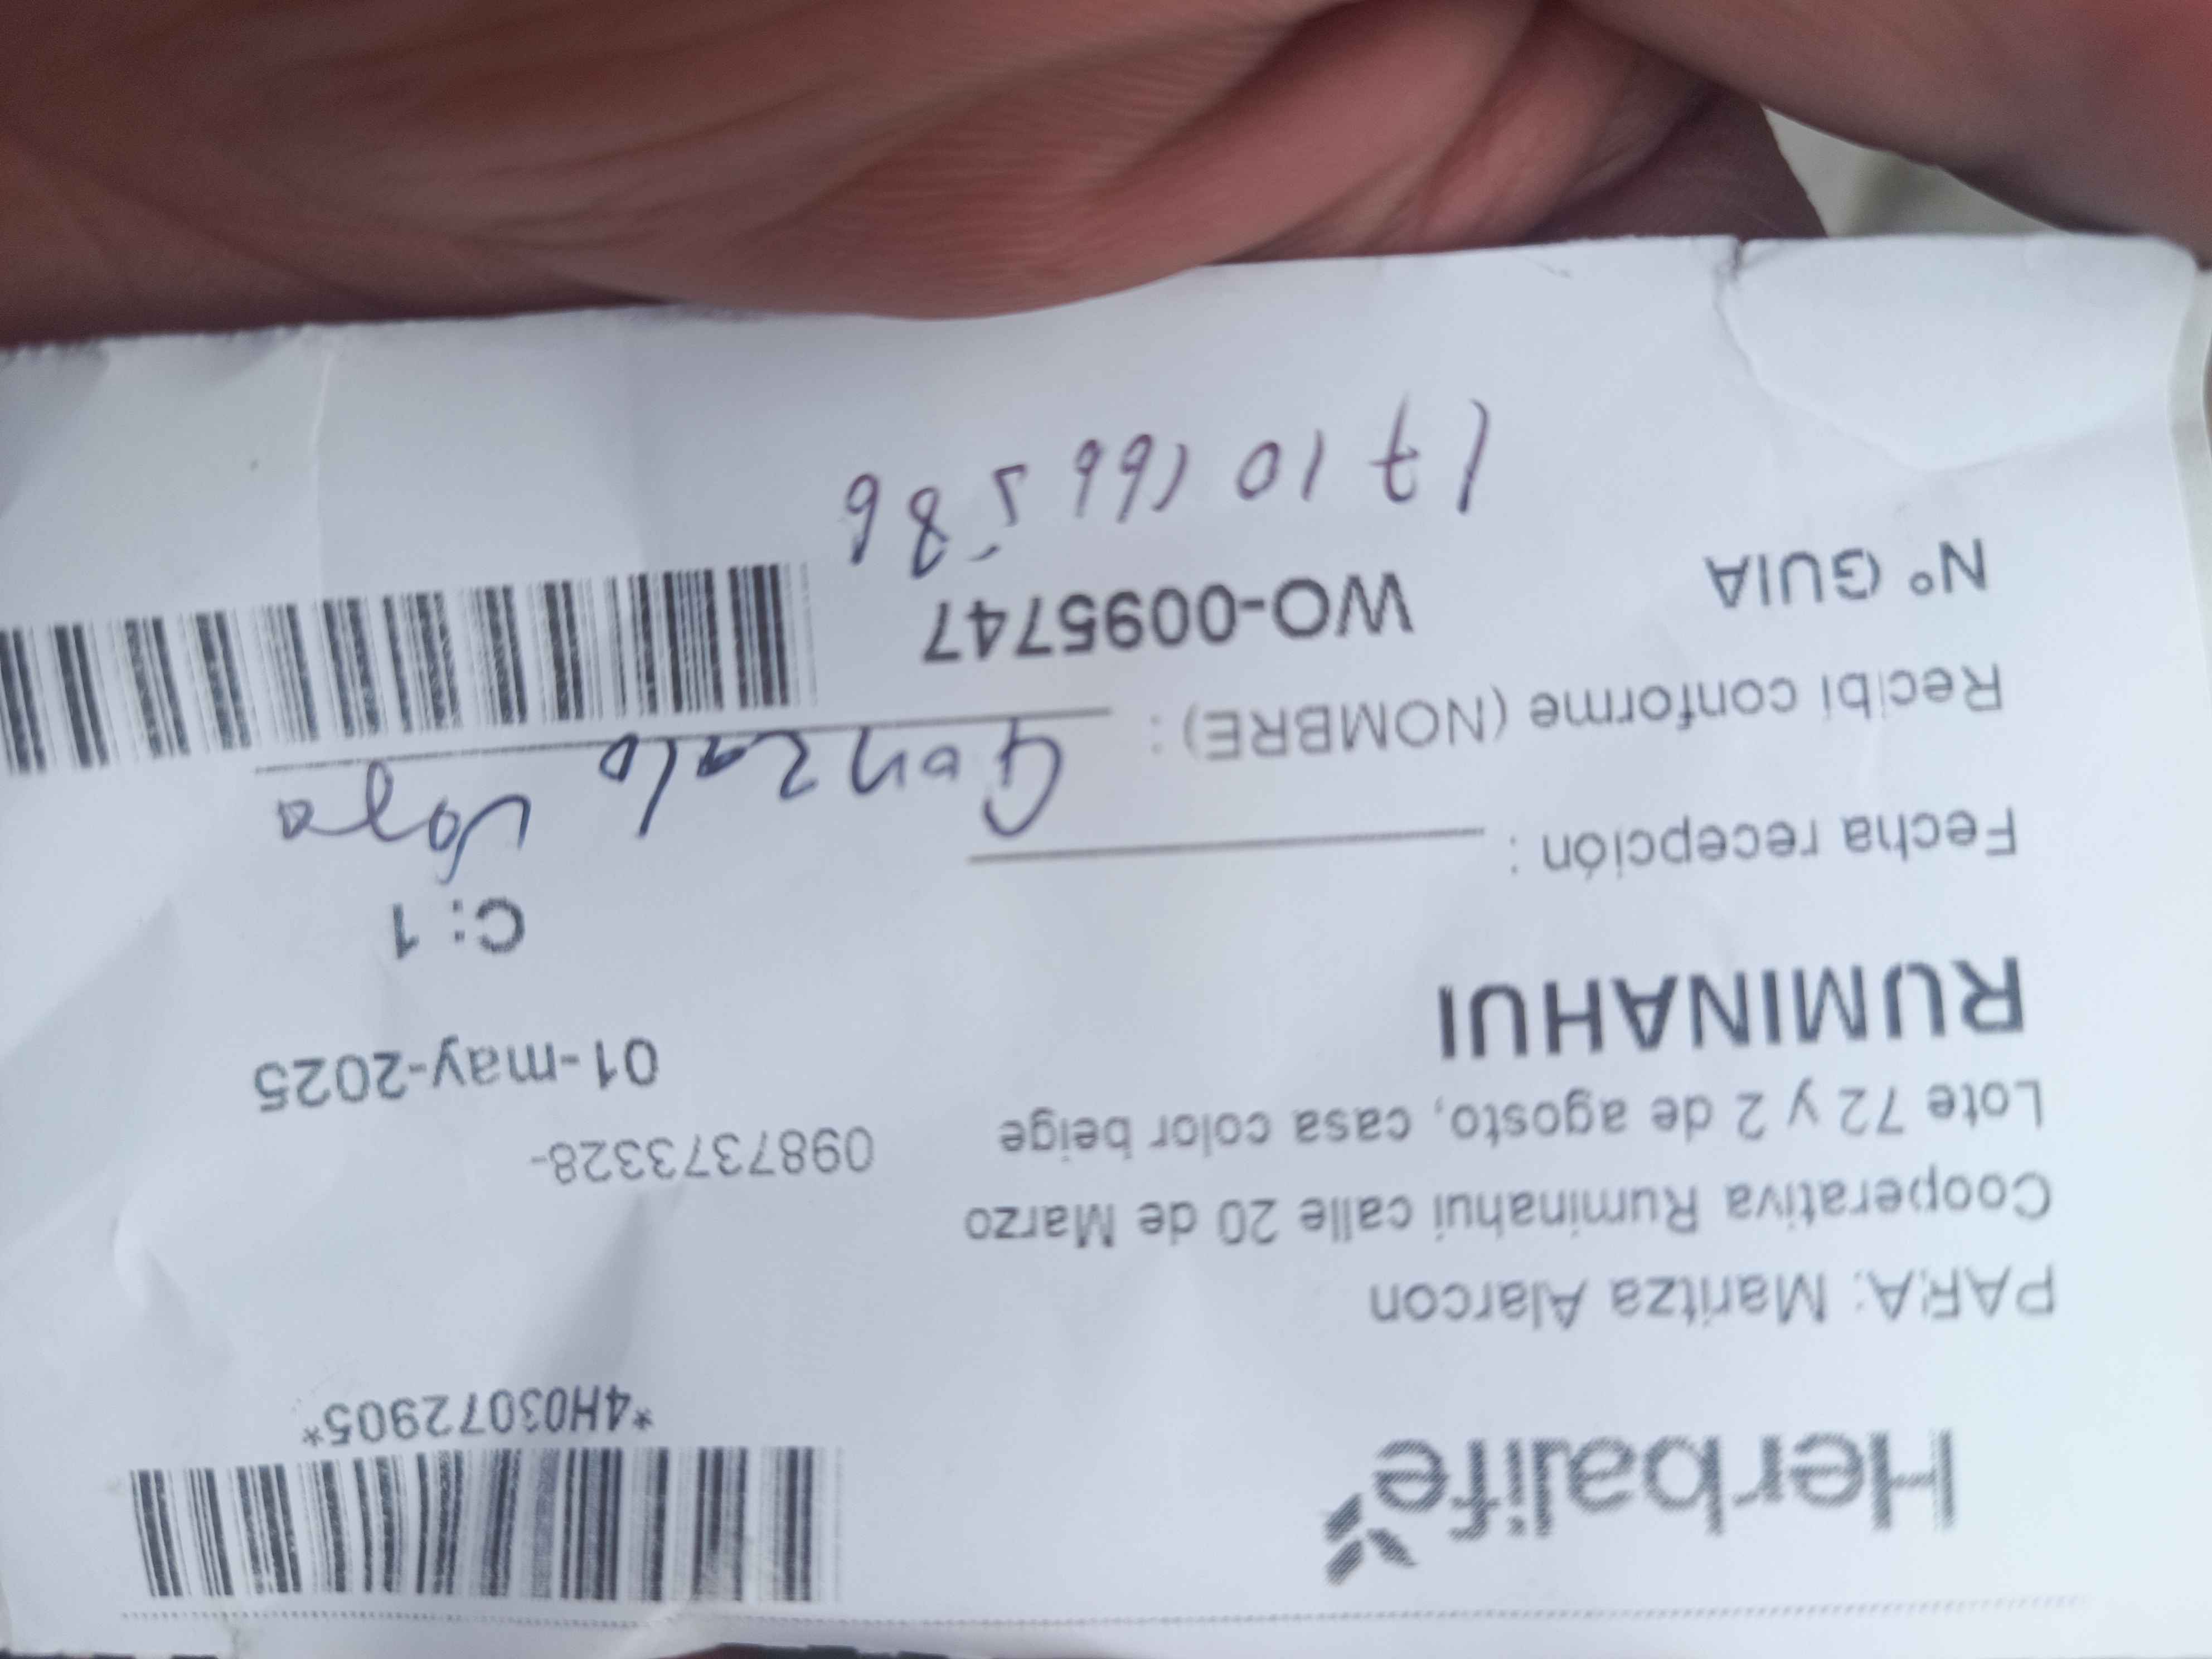 Herbalife
*4H03072905*
PARA: Maritza Alarcon
Cooperativa Ruminahui calle 20 de Marzo
Lote 72 y 2 de agosto, casa color beige 0987373328-
RUMINAHUI 01-may-2025
C: 1
Fecha recepción :
Recibi conforme (NOMBRE) : Gonzalo Vega
N° GUIA WO-0095747
1710166586